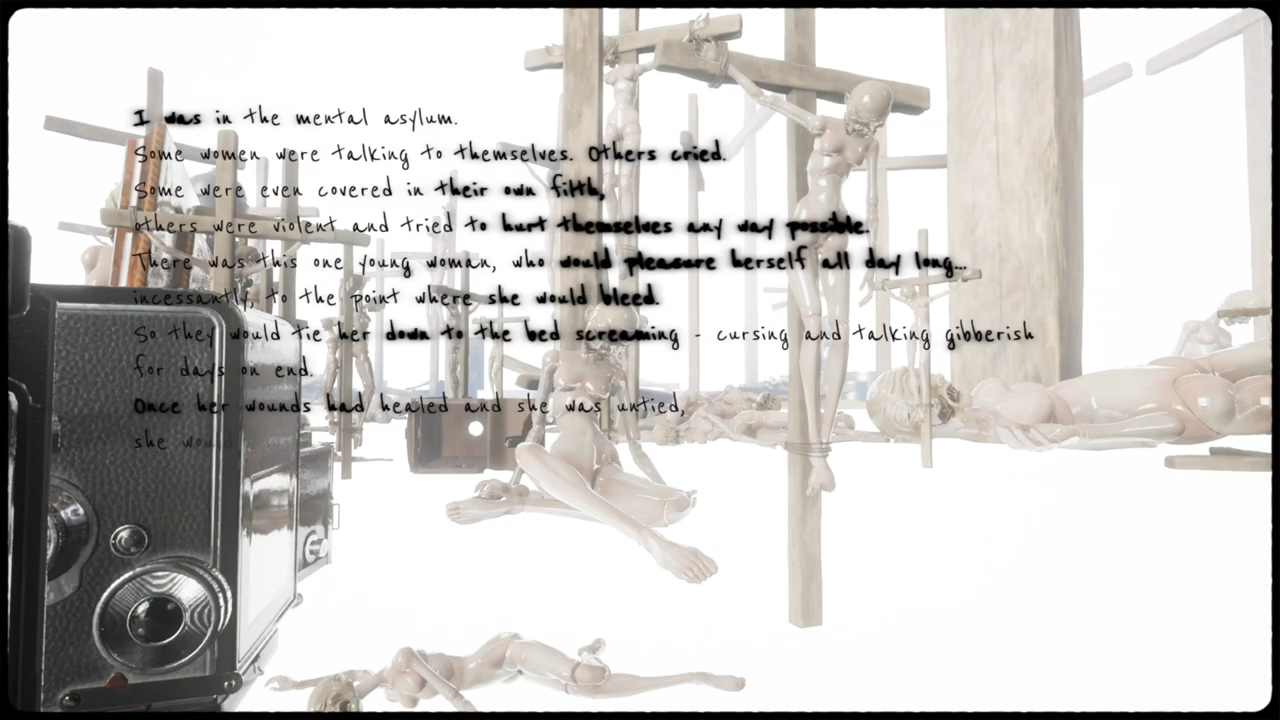 I was in the mental asylum.
Some women were talking to themselves. Others cried.
Some were even covered in their own filth,
others were violent and tried to hurt themselves any way possible.
There was this one young woman, who would pleasure herself all day long...
incessantly, to the point where she would bleed.
So they would tie her down to the bed screaming - cursing and talking gibberish
for days on end.
Once her wounds had healed and she was untied,
she would